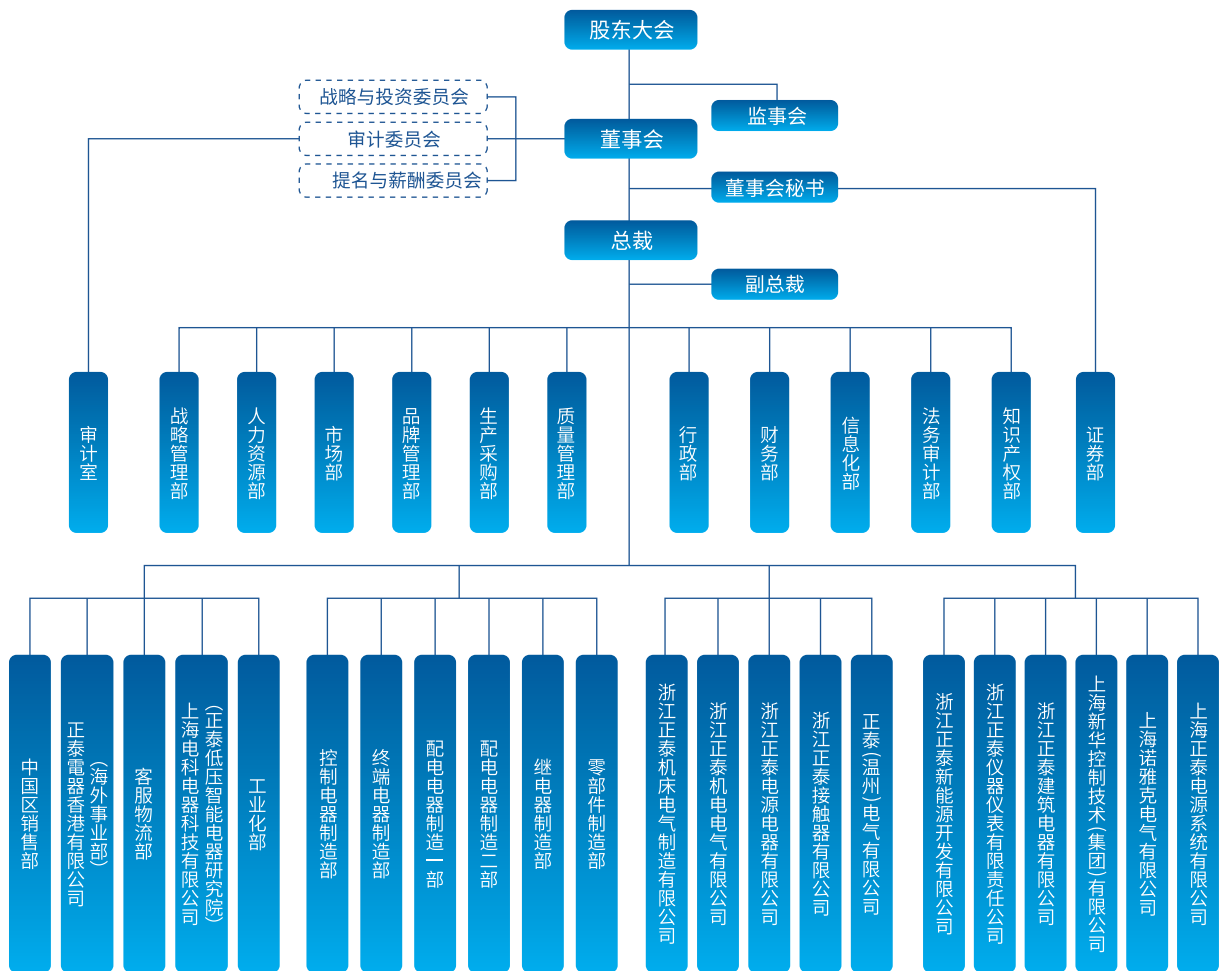 股东大会
战略与投资委员会
监事会
审计委员会
董事会
提名与薪酬委员会
董事会秘书
总裁
副总裁
审计室
战略管理部
人力资源部
市场部
品牌管理部
生产采购部
质量管理部
行政部
财务部
信息化部
法务审计部
知识产权部
证券部
中国区销售部
正泰電器香港有限公司
（海外事业部）
客服物流部
上海电科电器科技有限公司
（正泰低压智能电器研究院）
工业化部
控制电器制造部
终端电器制造部
配电电器制造一部
配电电器制造二部
继电器制造部
零部件制造部
浙江正泰机床电气制造有限公司
浙江正泰机电电气有限公司
浙江正泰电源电器有限公司
浙江正泰接触器有限公司
正泰（温州）电气有限公司
浙江正泰新能源开发有限公司
浙江正泰仪器仪表有限责任公司
浙江正泰建筑电器有限公司
上海新华控制技术（集团）有限公司
上海诺雅克电气有限公司
上海正泰电源系统有限公司